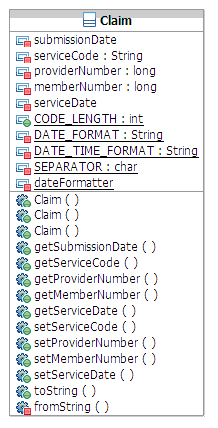 Claim
submissionDate
serviceCode : String
providerNumber : long
memberNumber : long
serviceDate
CODE_LENGTH : int
DATE_FORMAT : String
DATE_TIME_FORMAT : String
SEPARATOR : char
dateFormatter
Claim ( )
Claim ( )
Claim ( )
getSubmissionDate ( )
getServiceCode ( )
getProviderNumber ( )
getMemberNumber ( )
getServiceDate ( )
setServiceCode ( )
setProviderNumber ( )
setMemberNumber ( )
setServiceDate ( )
toString ( )
fromString ( )